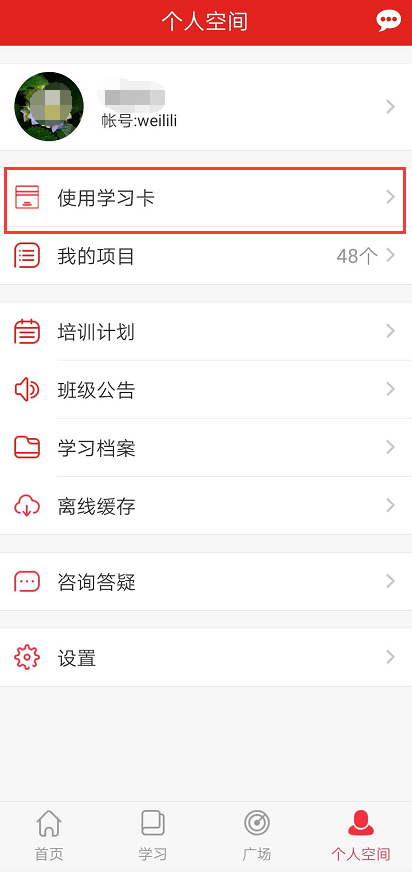 个人空间
帐号:weilili
使用学习卡
我的项目 48个
培训计划
班级公告
学习档案
离线缓存
咨询答疑
设置
首页 学习 广场 个人空间